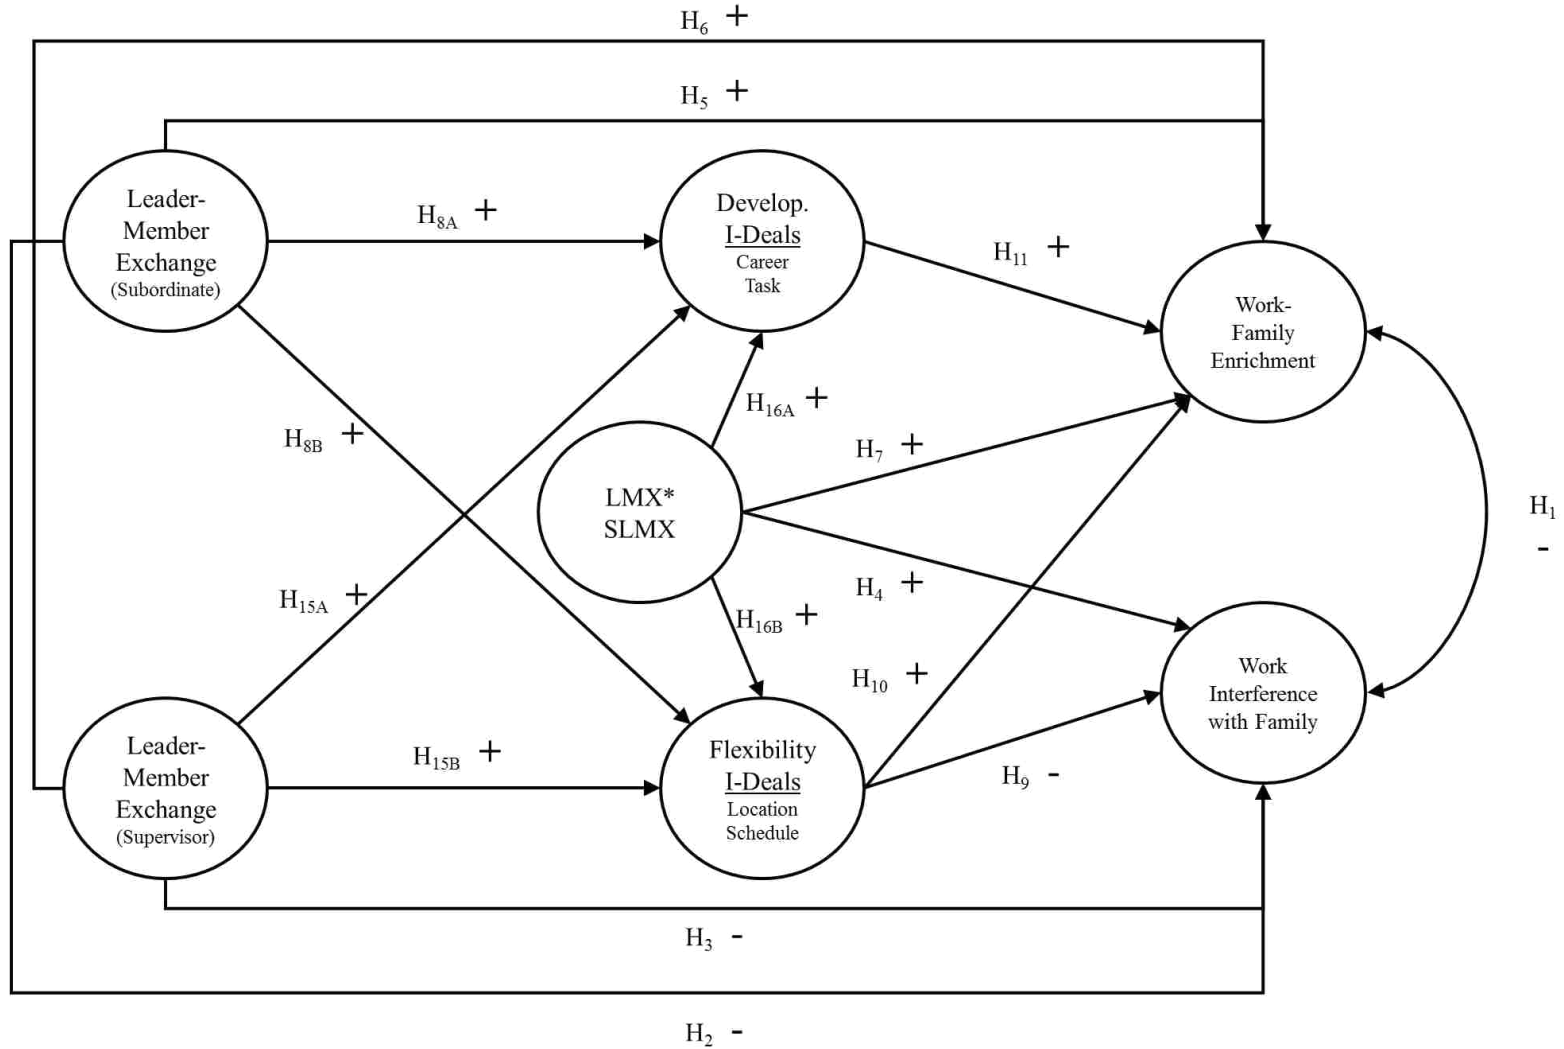 H6 +
H5 +
Leader-
Member
Exchange
(Subordinate)
H8A +
Develop.
I-Deals
Career
Task
H11 +
Work-
Family
Enrichment
H16A +
H8B +
H7 +
LMX*
SLMX
H1
-
H4 +
H15A +
H16B +
H10 +
Work
Interference
with Family
Leader-
Member
Exchange
(Supervisor)
H15B +
Flexibility
I-Deals
Location
Schedule
H9 -
H3 -
H2 -